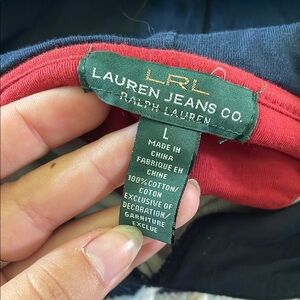 LRL
LAUREN JEANS CO.
RALPH LAUREN
L
MADE IN
CHINA
FABRIQUE EN
CHINE
100%COTTON/
COTON
EXCLUSIVE OF
DECORATION/
GARNITURE
EXCLUE